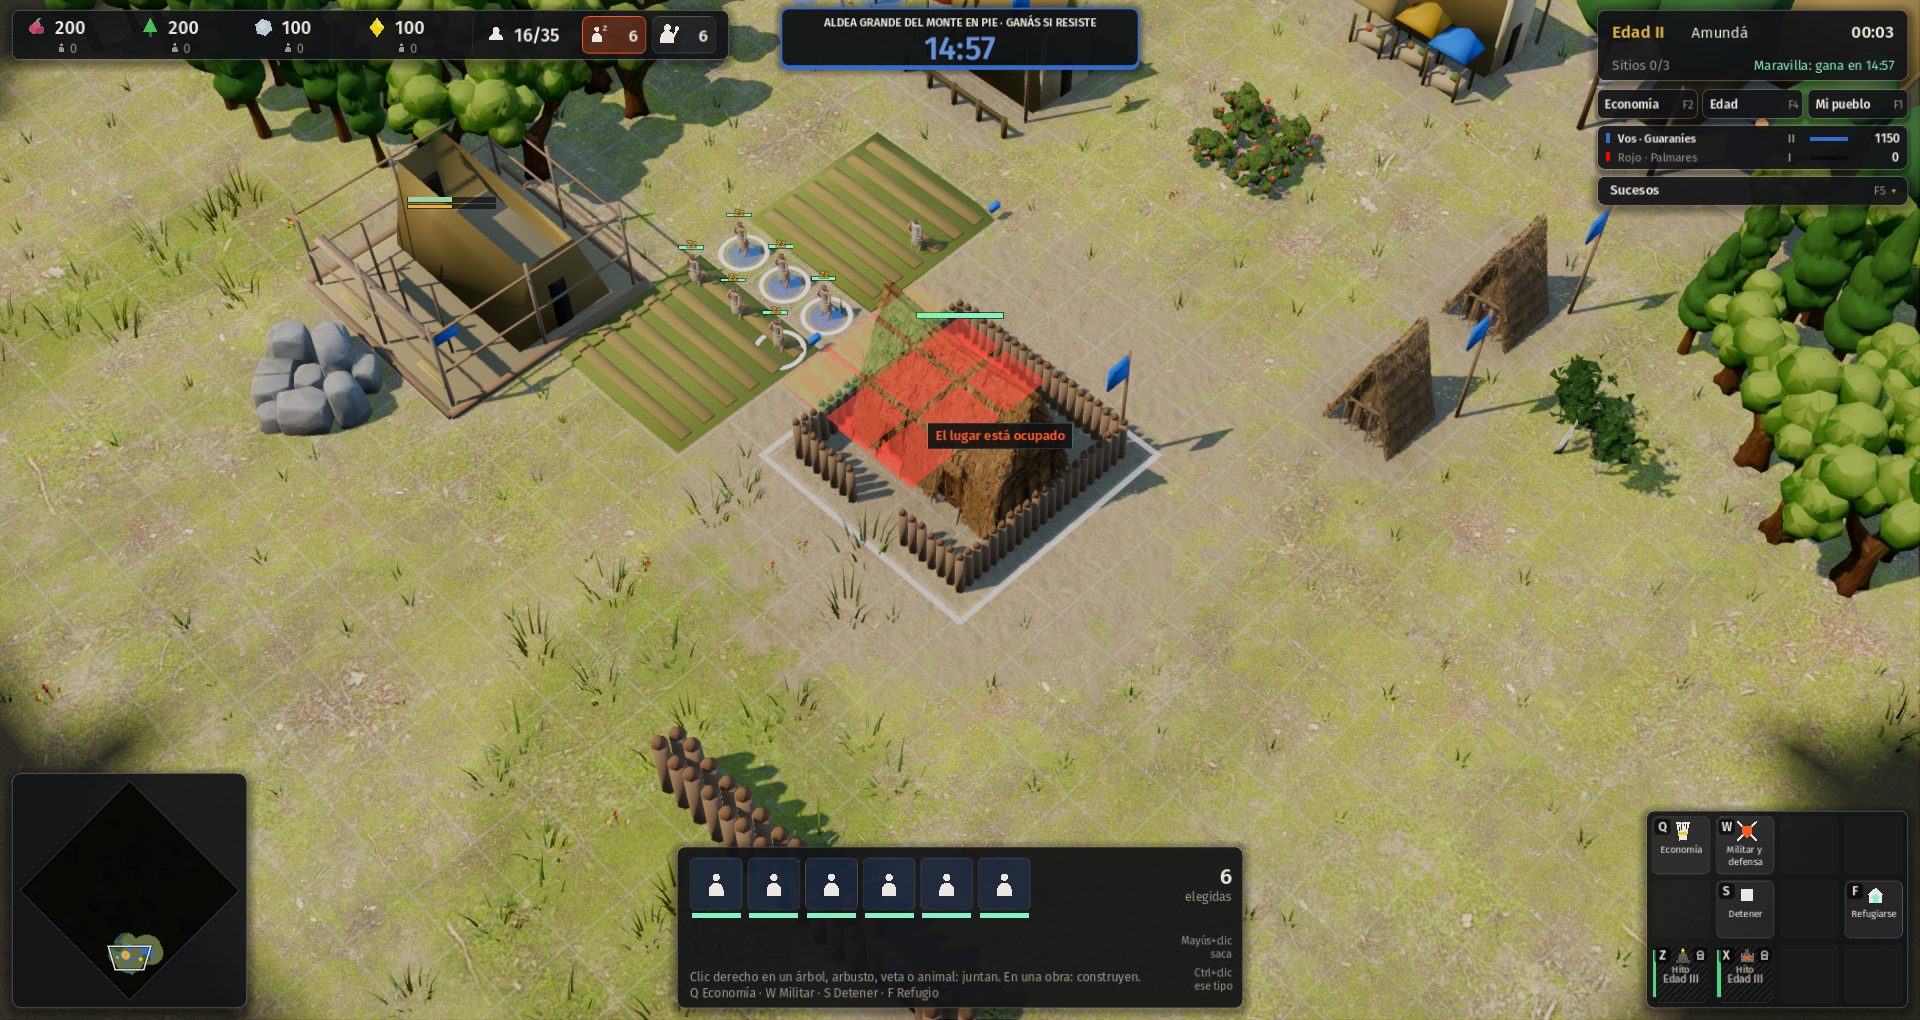 200
0
200
0
100
0
100
0
16/35
z
6
6
ALDEA GRANDE DEL MONTE EN PIE · GANÁS SI RESISTE
14:57
Edad II Amundá 00:03
Sitios 0/3 Maravilla: gana en 14:57
Economía F2
Edad F4
Mi pueblo F1
Vos · Guaraníes II 1150
Rojo · Palmares I 0
Sucesos F5
El lugar está ocupado
6
elegidas
Mayús+clic
saca
Ctrl+clic
ese tipo
Clic derecho en un árbol, arbusto, veta o animal: juntan. En una obra: construyen.
Q Economía · W Militar · S Detener · F Refugio
Q
Economía
W
Militar y
defensa
S
Detener
F
Refugiarse
Z
Hito
Edad III
X
Hito
Edad III